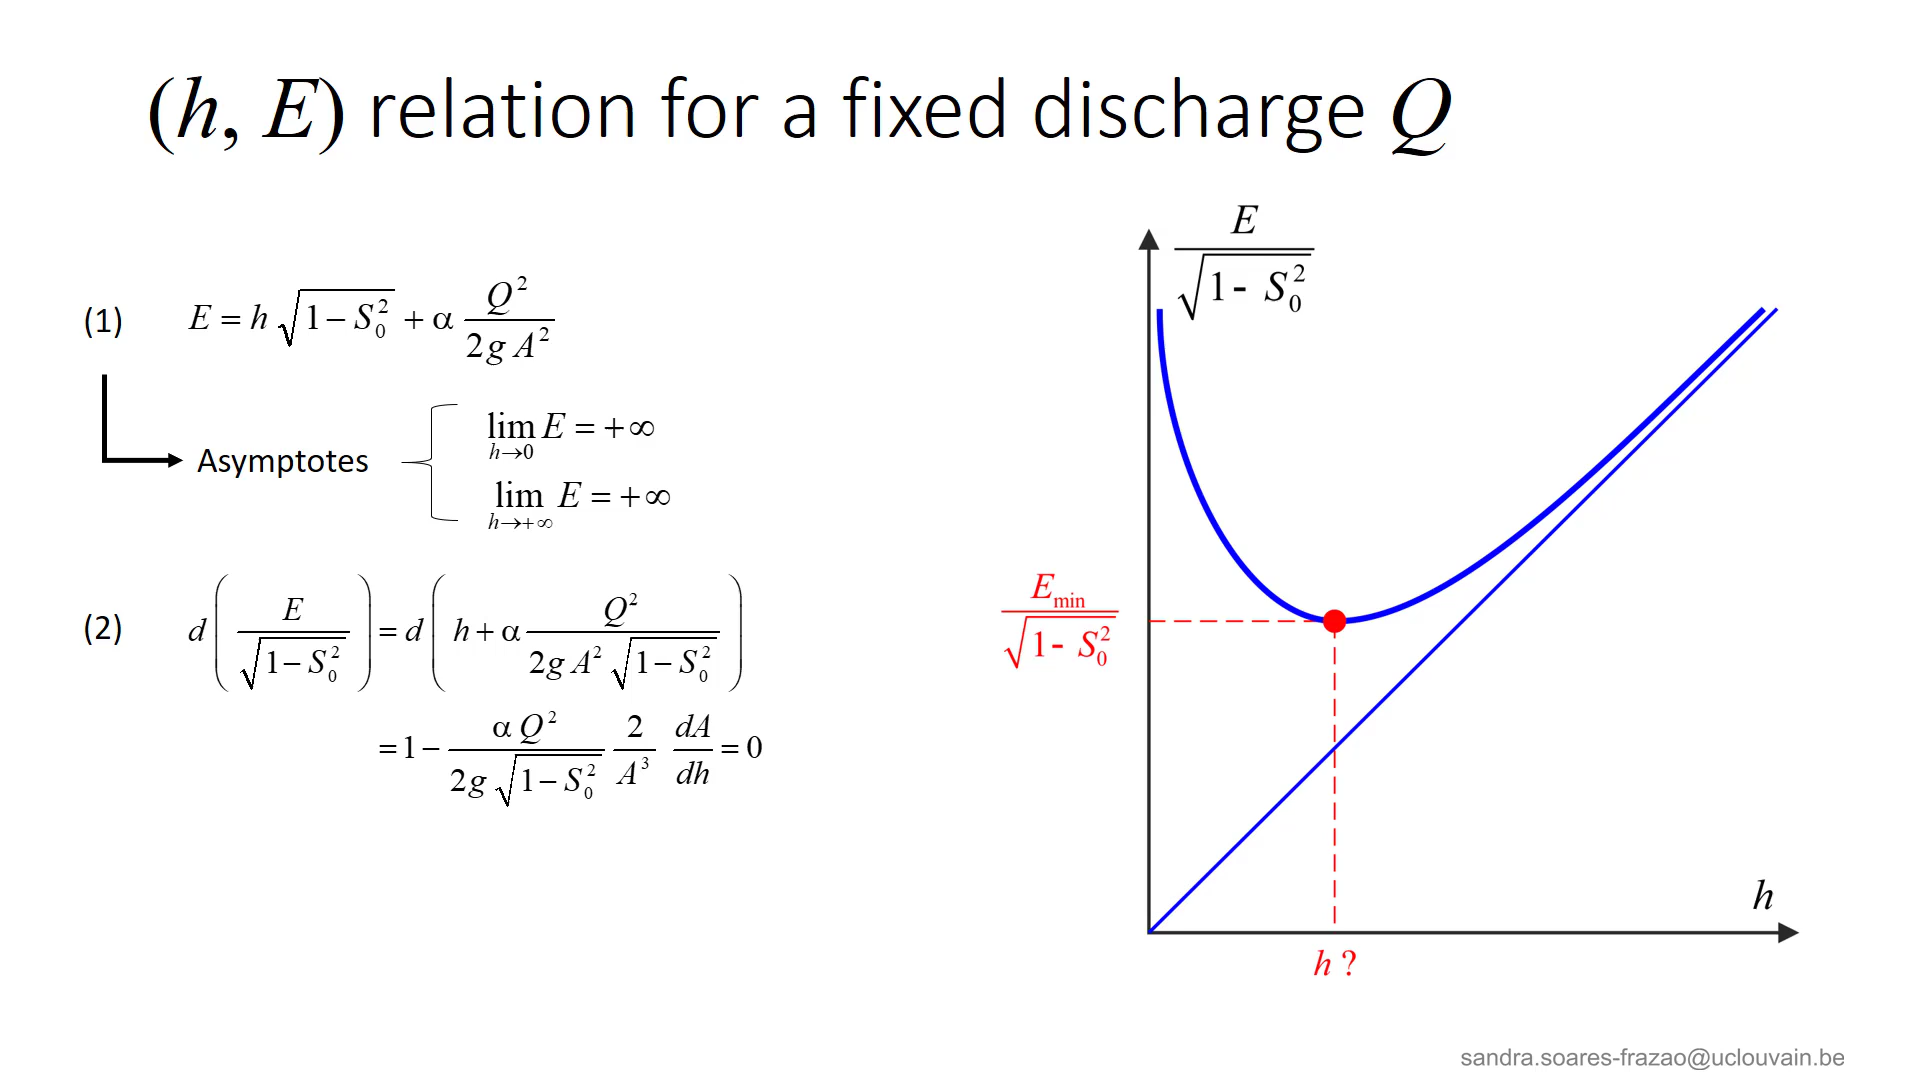 (h, E) relation for a fixed discharge Q
(1) E = h √(1 − S₀²) + α Q² / (2g A²)
Asymptotes
lim h→0 E = +∞
lim h→+∞ E = +∞
(2) d( E / √(1 − S₀²) ) = d( h + α Q² / (2g A² √(1 − S₀²)) )
= 1 − α Q² / (2g √(1 − S₀²)) 2 / A³ dA / dh = 0
E / √(1 - S₀²)
E min / √(1 - S₀²)
h
h ?
sandra.soares-frazao@uclouvain.be